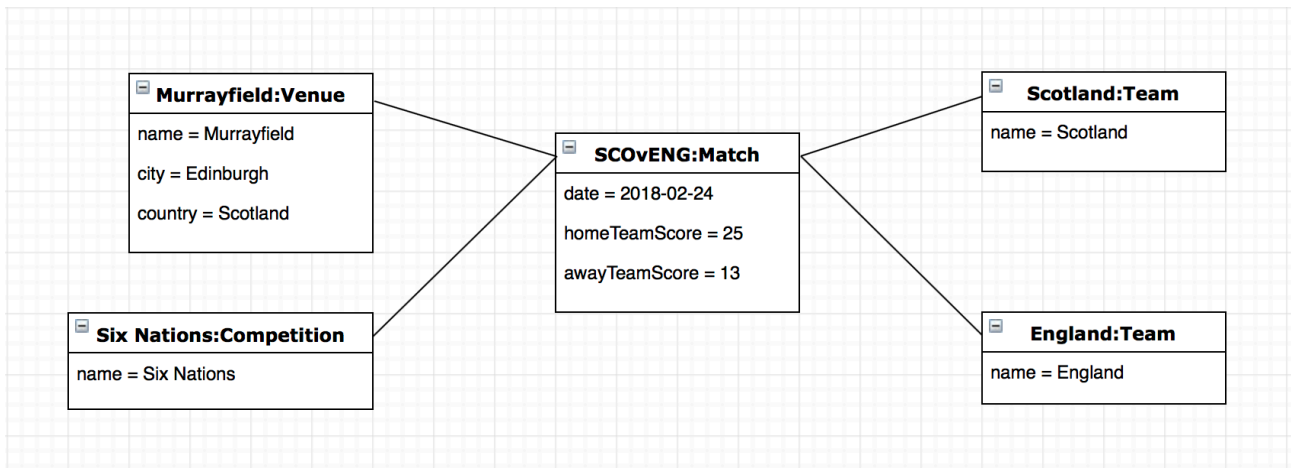 Murrayfield:Venue
name = Murrayfield
city = Edinburgh
country = Scotland
Six Nations:Competition
name = Six Nations
SCOvENG:Match
date = 2018-02-24
homeTeamScore = 25
awayTeamScore = 13
Scotland:Team
name = Scotland
England:Team
name = England